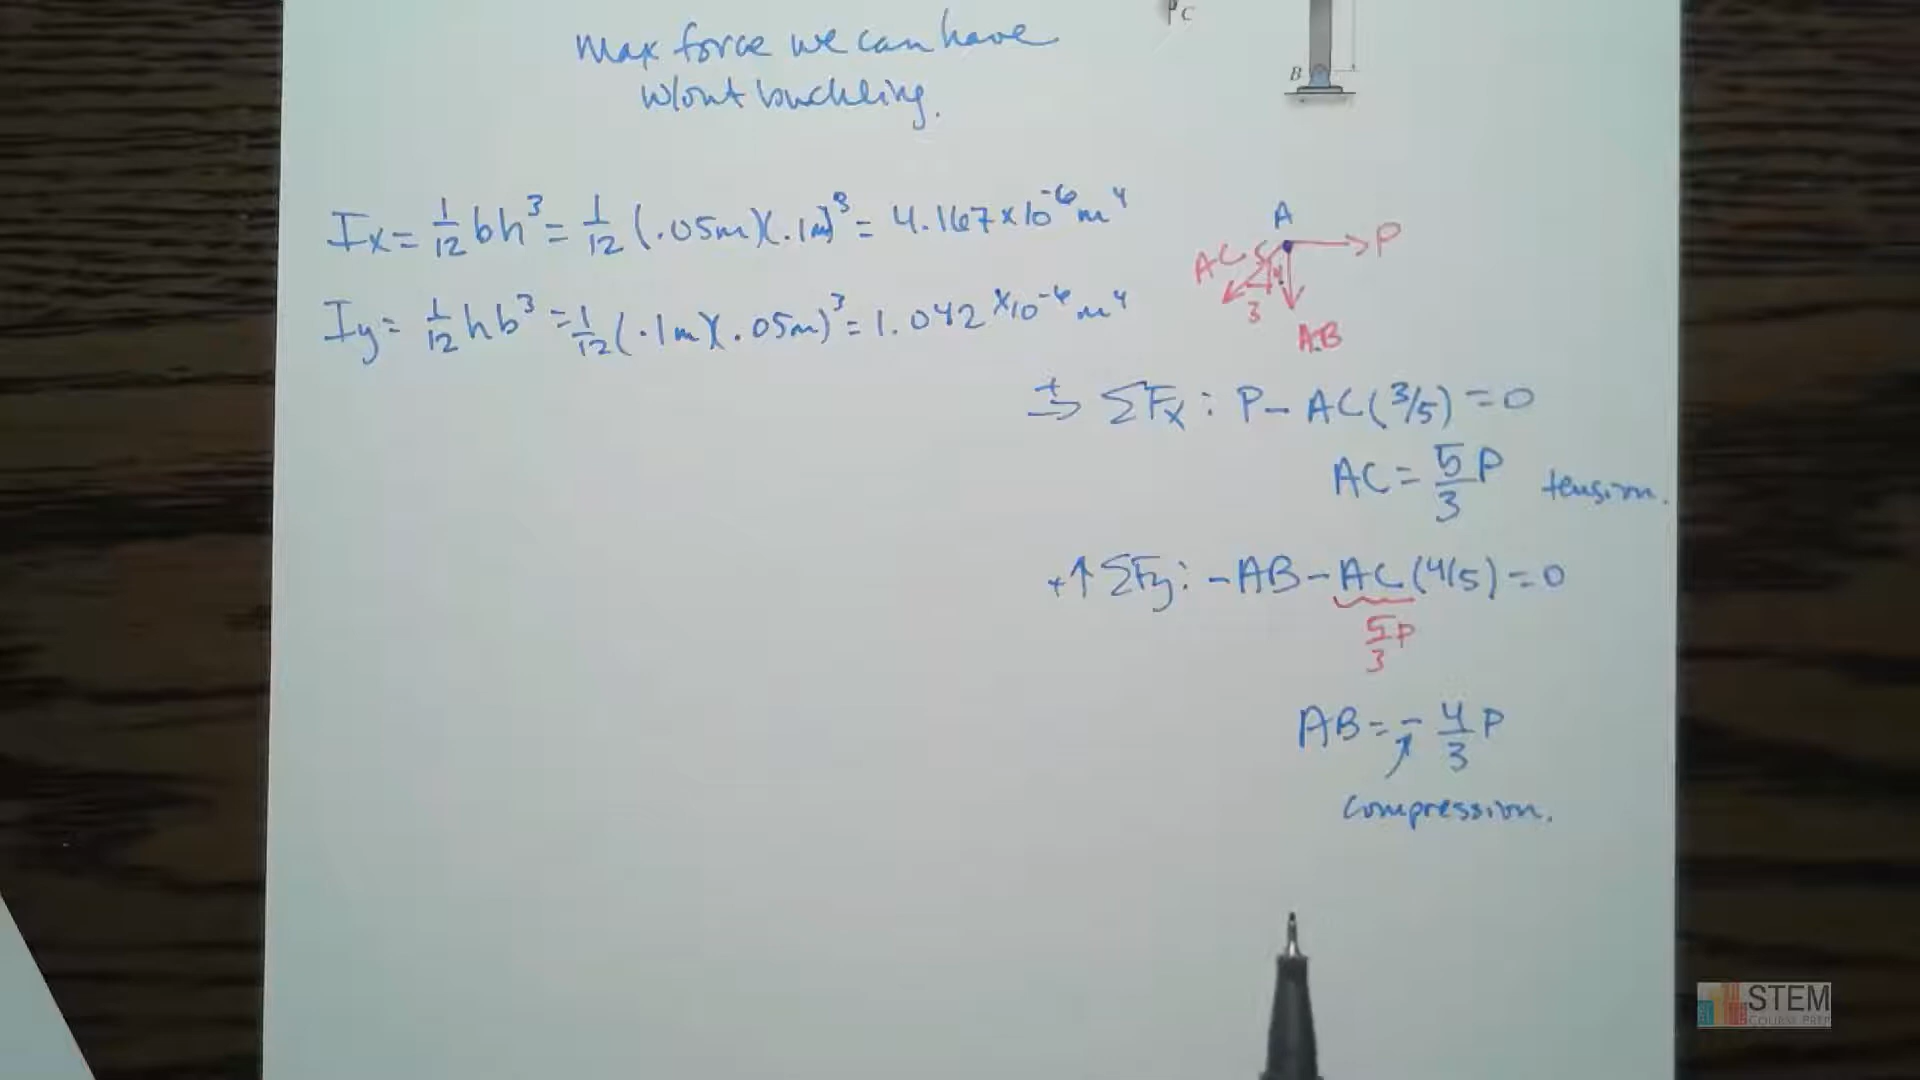 Max force we can have
w/out buckling.
C
B
Ix = 1/12 bh³ = 1/12 (.05m)(.1m)³ = 4.167 x 10⁻⁶ m⁴
Iy = 1/12 hb³ = 1/12 (.1m)(.05m)³ = 1.042 x 10⁻⁶ m⁴
A
P
AC
5
4
3
AB
+→ ΣFx: P - AC(3/5) = 0
AC = 5/3 P tension.
+↑ ΣFy: -AB - AC(4/5) = 0
5/3 P
AB = - 4/3 P
compression.
STEM
COURSE PREP